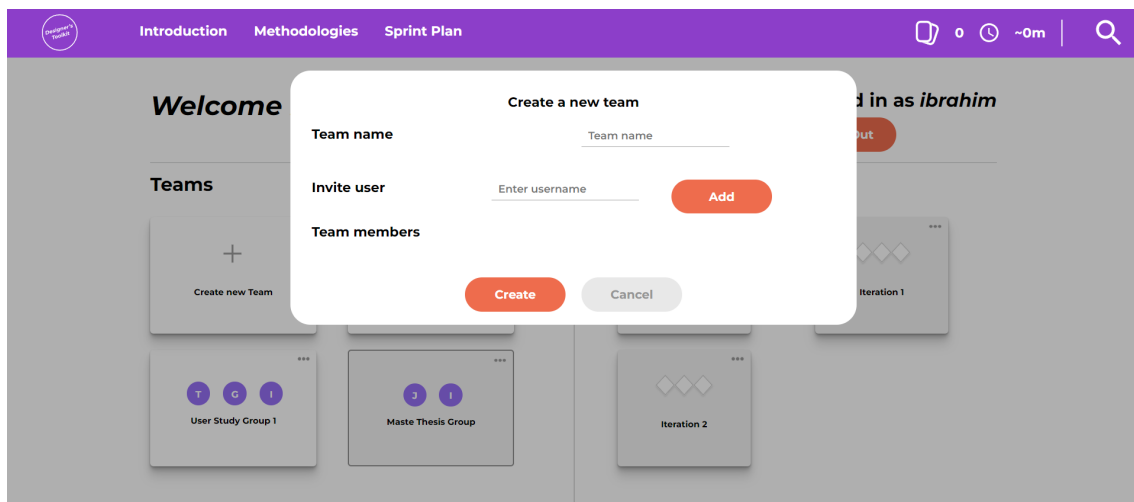 Designer's
Toolkit
Introduction
Methodologies
Sprint Plan
0
~0m
Welcome
d in as ibrahim
Out
Create a new team
Team name
Team name
Invite user
Enter username
Add
Team members
Create
Cancel
Teams
Create new Team
Iteration 1
T
G
I
User Study Group 1
J
I
Maste Thesis Group
Iteration 2